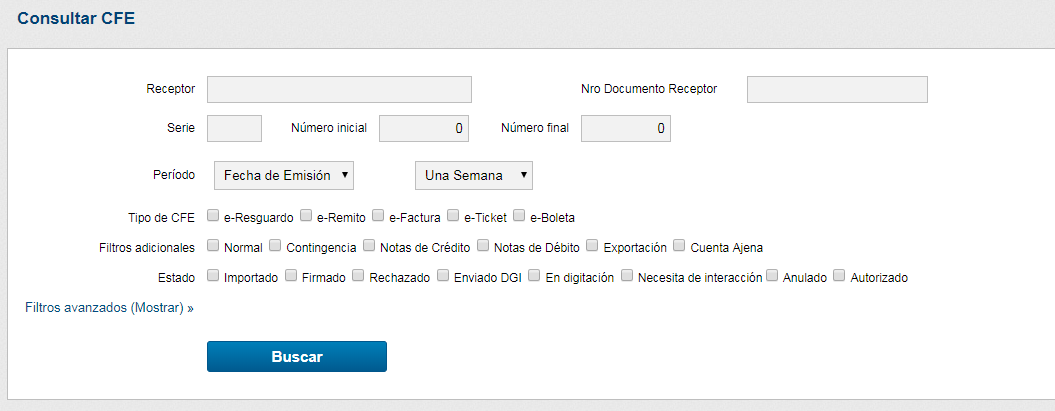 Consultar CFE
Receptor Nro Documento Receptor
Serie Número inicial 0 Número final 0
Período Fecha de Emisión Una Semana
Tipo de CFE e-Resguardo e-Remito e-Factura e-Ticket e-Boleta
Filtros adicionales Normal Contingencia Notas de Crédito Notas de Débito Exportación Cuenta Ajena
Estado Importado Firmado Rechazado Enviado DGI En digitación Necesita de interacción Anulado Autorizado
Filtros avanzados (Mostrar) »
Buscar